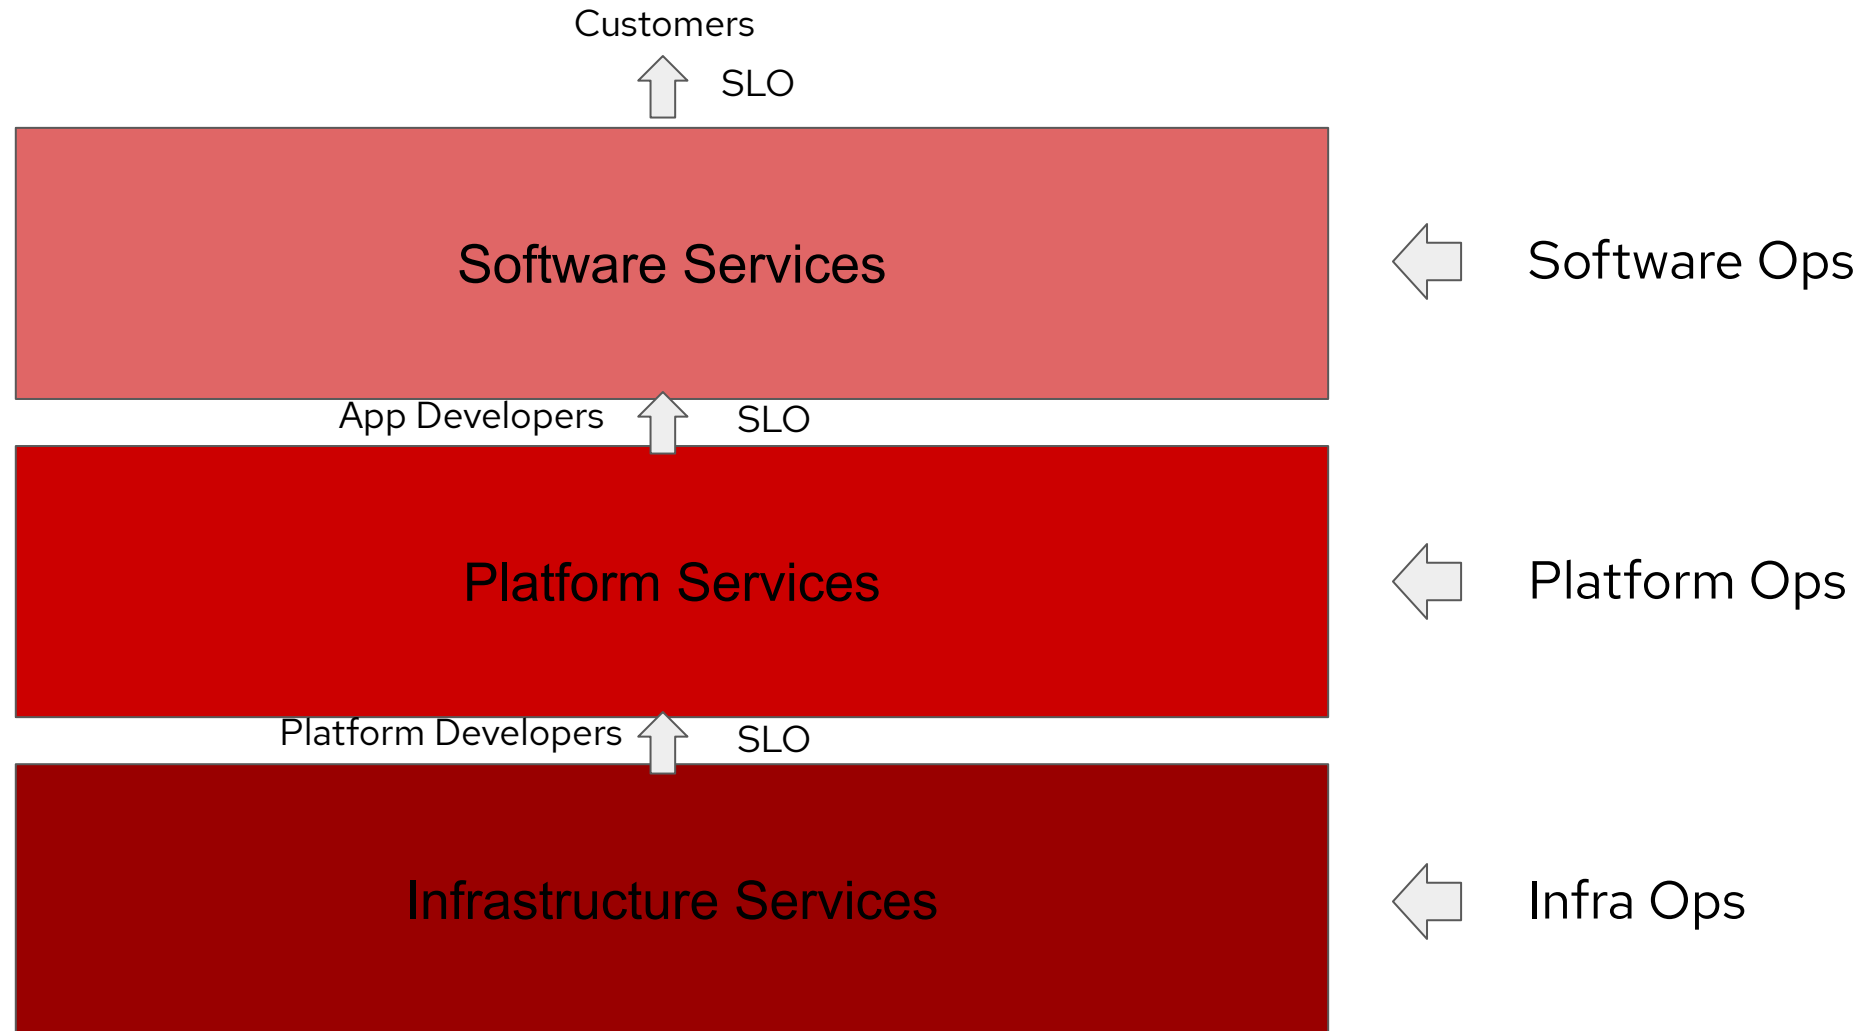 Customers
SLO
Software Services
Software Ops
App Developers
SLO
Platform Services
Platform Ops
Platform Developers
SLO
Infrastructure Services
Infra Ops